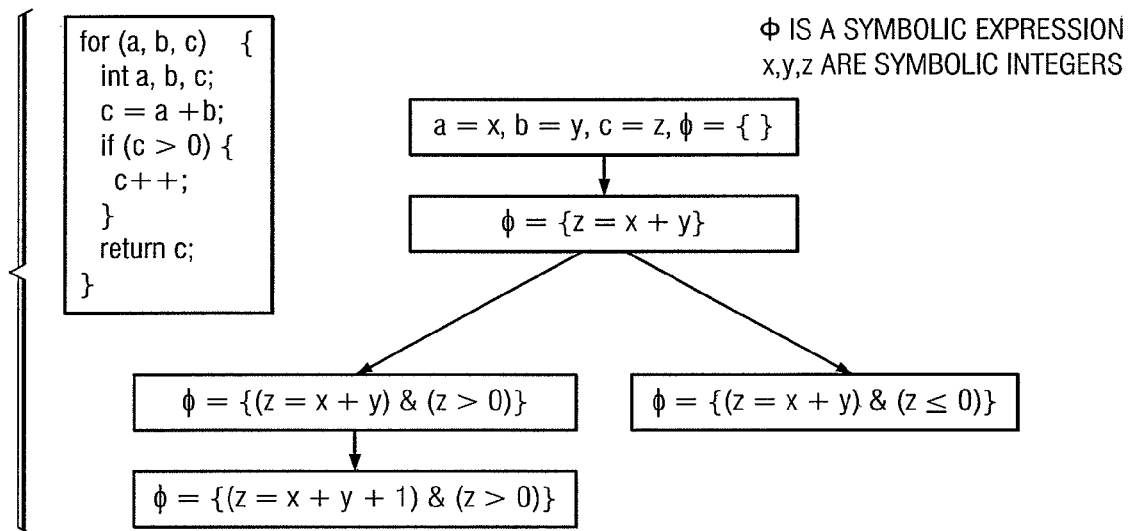 for (a, b, c) {
int a, b, c;
c = a +b;
if (c > 0) {
c++;
}
return c;
}
ϕ IS A SYMBOLIC EXPRESSION
x,y,z ARE SYMBOLIC INTEGERS
a = x, b = y, c = z, ϕ = { }
ϕ = {z = x + y}
ϕ = {(z = x + y) & (z > 0)}
ϕ = {(z = x + y) & (z ≤ 0)}
ϕ = {(z = x + y + 1) & (z > 0)}